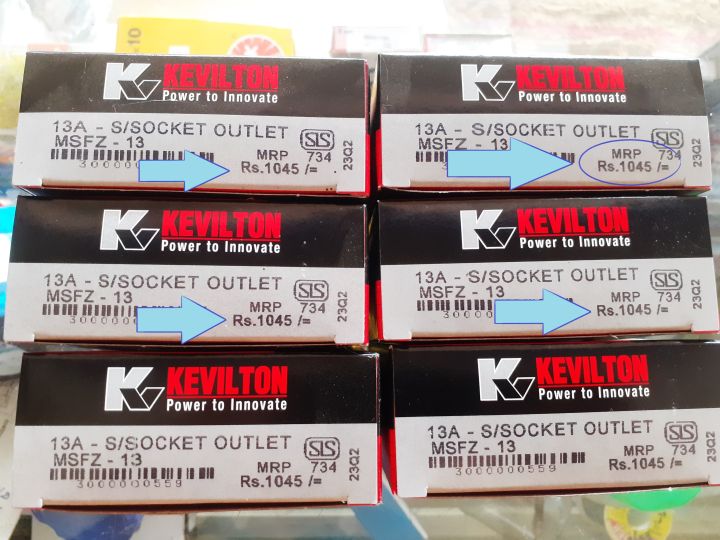 10
KEVILTON
Power to Innovate
13A - S/SOCKET OUTLET
MSFZ - 13
SLS
MRP 734
Rs.1045 /=
23Q2
KEVILTON
Power to Innovate
13A - S/SOCKET OUTLET
MSFZ - 13
SLS
MRP 734
Rs.1045 /=
23Q2
KEVILTON
Power to Innovate
13A - S/SOCKET OUTLET
MSFZ - 13
SLS
MRP 734
Rs.1045 /=
23Q2
KEVILTON
Power to Innovate
13A - S/SOCKET OUTLET
MSFZ - 13
SLS
MRP 734
Rs.1045 /=
23Q2
KEVILTON
Power to Innovate
13A - S/SOCKET OUTLET
MSFZ - 13
3000000559
SLS
MRP 734
Rs.1045 /=
23Q2
KEVILTON
Power to Innovate
13A - S/SOCKET OUTLET
MSFZ - 13
3000000559
SLS
MRP 734
Rs.1045 /=
23Q2